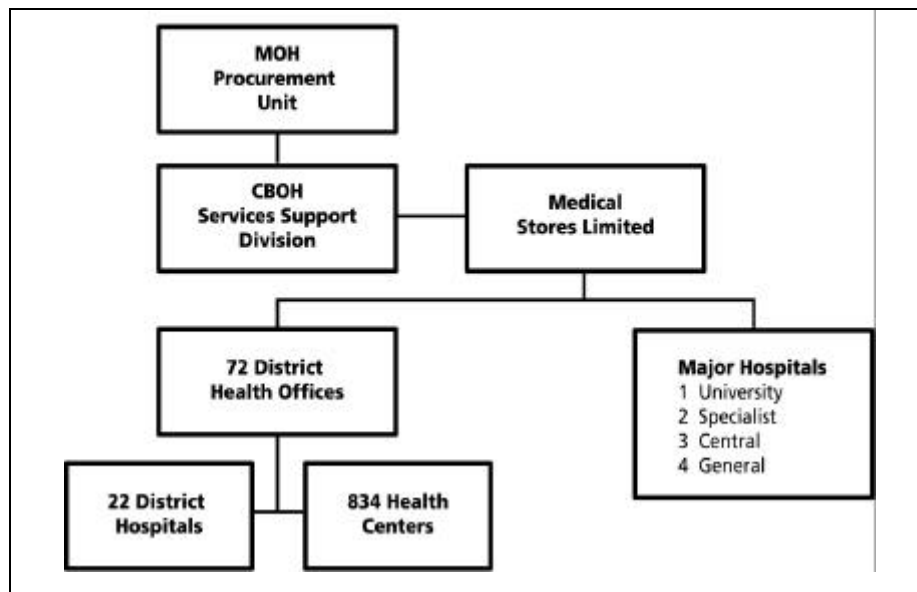 MOH
Procurement
Unit
CBOH
Services Support
Division
Medical
Stores Limited
72 District
Health Offices
Major Hospitals
1 University
2 Specialist
3 Central
4 General
22 District
Hospitals
834 Health
Centers